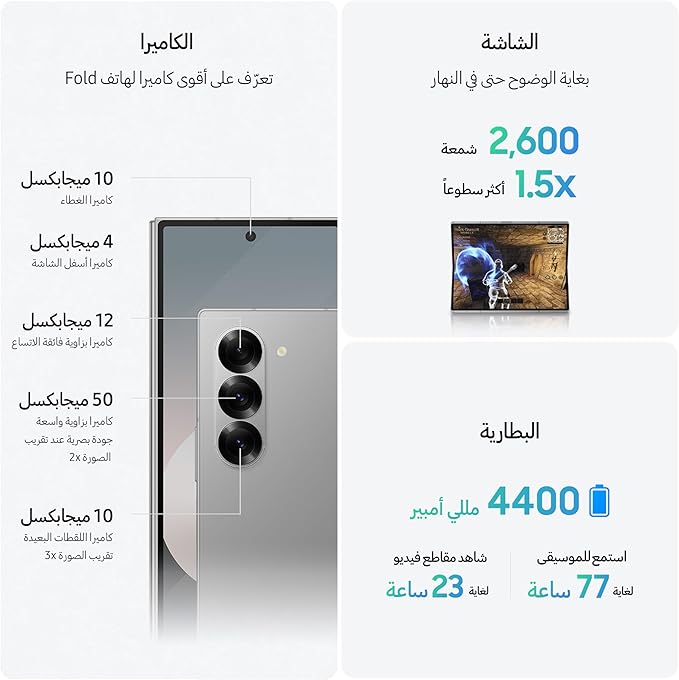 الشاشة
بغاية الوضوح حتى في النهار
2,600 شمعة
1.5x أكثر سطوعاً
الكاميرا
تعرّف على أقوى كاميرا لهاتف Fold
10 ميجابكسل
كاميرا الغطاء
4 ميجابكسل
كاميرا أسفل الشاشة
12 ميجابكسل
كاميرا بزاوية فائقة الاتساع
50 ميجابكسل
كاميرا بزاوية واسعة
جودة بصرية عند تقريب
الصورة 2x
10 ميجابكسل
كاميرا اللقطات البعيدة
تقريب الصورة 3x
البطارية
4400 مللي أمبير
استمع للموسيقى
لغاية 77 ساعة
شاهد مقاطع فيديو
لغاية 23 ساعة